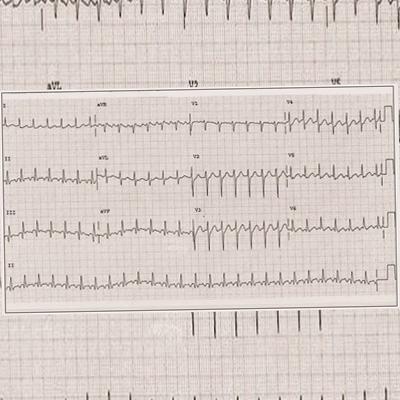 AVL V3 V6
I AVR V1 V4
II AVL V2 V5
III AVF V3 V6
II